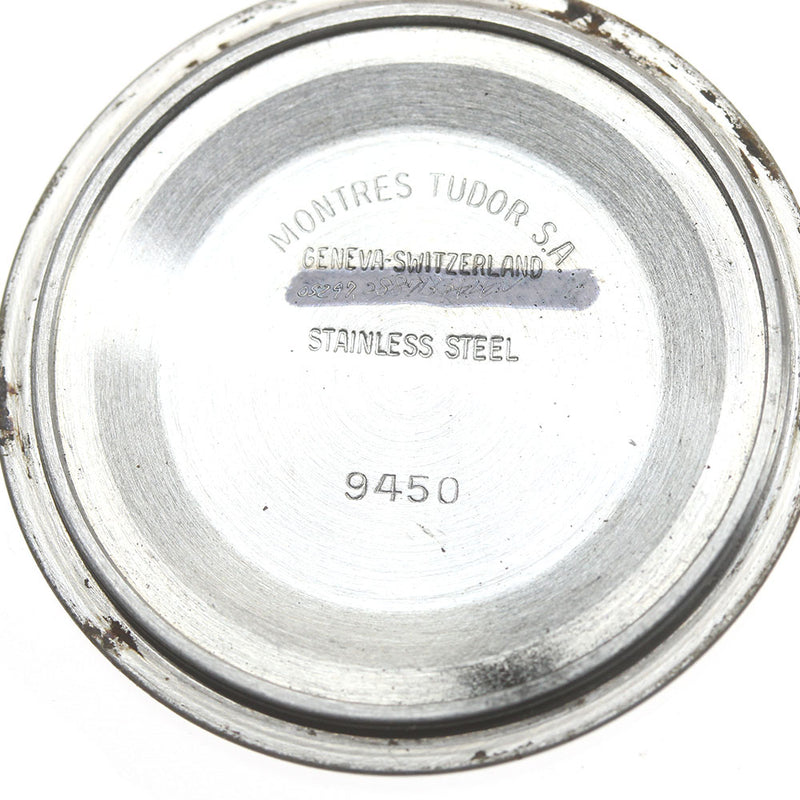 MONTRES TUDOR S.A.
GENEVA-SWITZERLAND
STAINLESS STEEL
9450